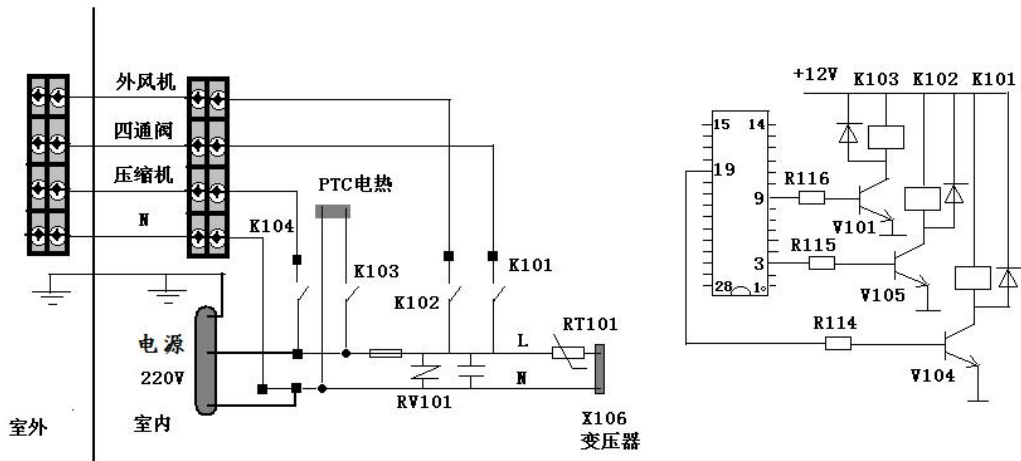 外风机
四通阀
压缩机
N
K104
PTC电热
K103
K102
K101
电源
220V
L
N
RT101
RV101
X106
变压器
室外
室内
+12V
K103
K102
K101
15
14
19
9
3
28
1
R116
V101
R115
V105
R114
V104